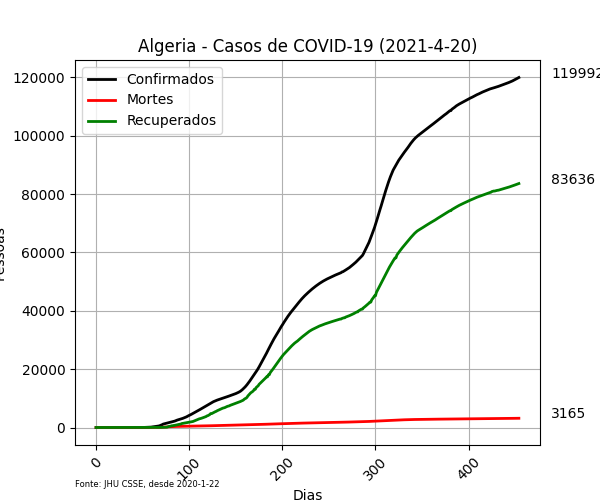 Algeria - Casos de COVID-19 (2021-4-20)
Confirmados
Mortes
Recuperados
120000
100000
80000
60000
40000
20000
0
119992
83636
3165
0
100
200
300
400
Fonte: JHU CSSE, desde 2020-1-22
Dias